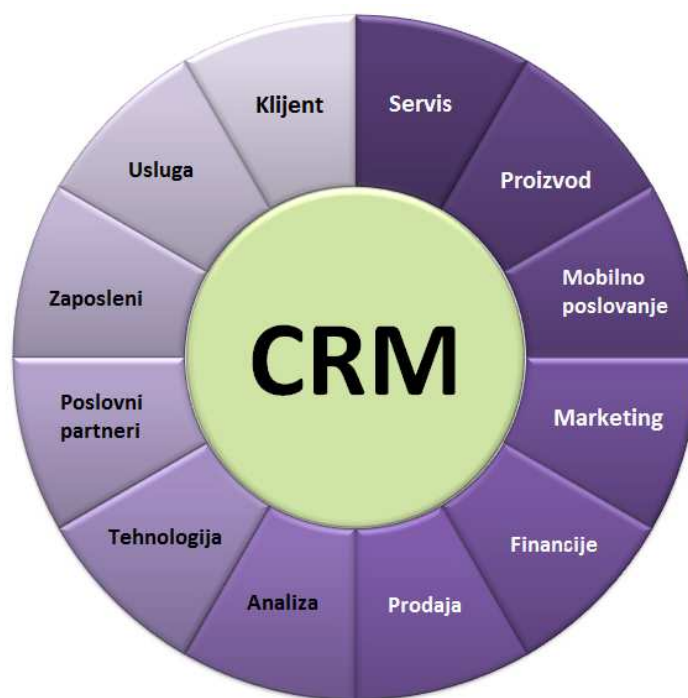 Klijent
Servis
Usluga
Proizvod
Zaposleni
Mobilno
poslovanje
CRM
Poslovni
partneri
Marketing
Tehnologija
Financije
Analiza
Prodaja